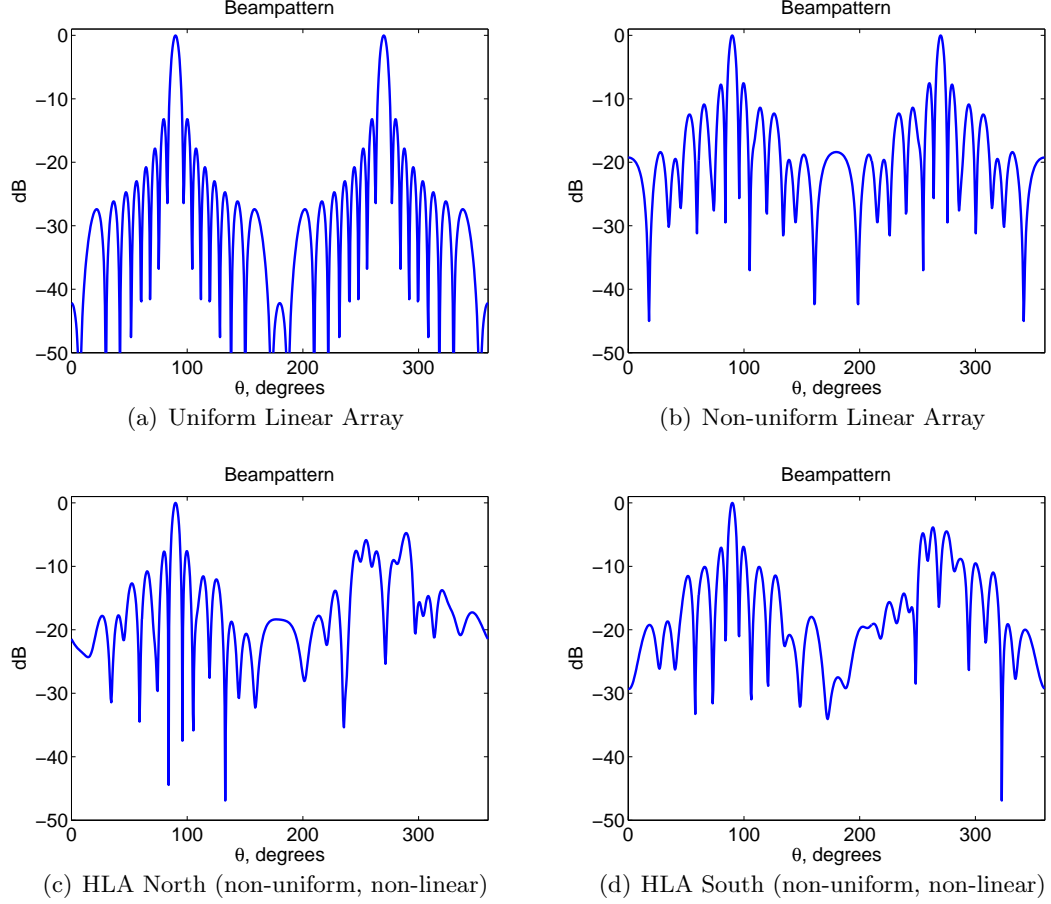 Beampattern
0
−10
−20
−30
−40
−50
dB
0 100 200 300
θ, degrees
(a) Uniform Linear Array
Beampattern
0
−10
−20
−30
−40
−50
dB
0 100 200 300
θ, degrees
(b) Non-uniform Linear Array
Beampattern
0
−10
−20
−30
−40
−50
dB
0 100 200 300
θ, degrees
(c) HLA North (non-uniform, non-linear)
Beampattern
0
−10
−20
−30
−40
−50
dB
0 100 200 300
θ, degrees
(d) HLA South (non-uniform, non-linear)